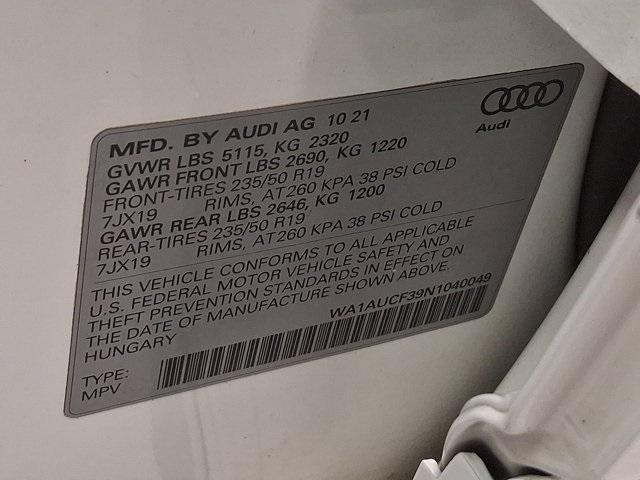 MFD. BY AUDI AG 10 21
GVWR LBS 5115, KG 2320
GAWR FRONT LBS 2690, KG 1220
FRONT-TIRES 235/50 R19
7JX19 RIMS, AT260 KPA 38 PSI COLD
GAWR REAR LBS 2646, KG 1200
REAR-TIRES 235/50 R19
7JX19 RIMS, AT260 KPA 38 PSI COLD
Audi
THIS VEHICLE CONFORMS TO ALL APPLICABLE
U.S. FEDERAL MOTOR VEHICLE SAFETY AND
THEFT PREVENTION STANDARDS IN EFFECT ON
THE DATE OF MANUFACTURE SHOWN ABOVE.
HUNGARY
WA1AUCF39N1040049
TYPE:
MPV